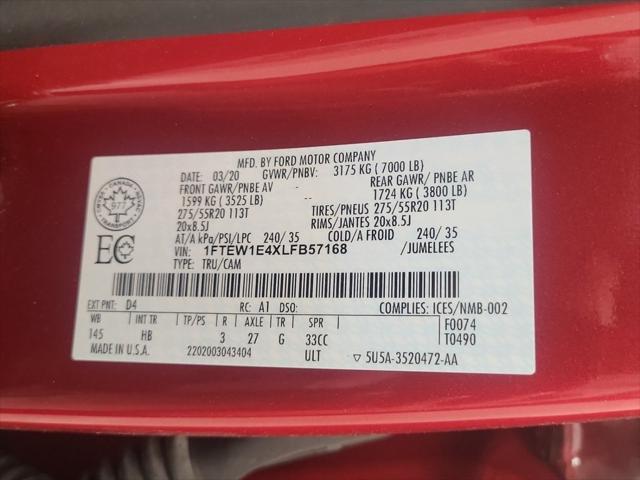 MFD. BY FORD MOTOR COMPANY
DATE: 03/20 GVWR/PNBV: 3175 KG ( 7000 LB)
FRONT GAWR/PNBE AV REAR GAWR/ PNBE AR
1599 KG ( 3525 LB) 1724 KG ( 3800 LB)
275/55R20 113T TIRES/PNEUS 275/55R20 113T
20x8.5J RIMS/JANTES 20x8.5J
AT/A kPa/PSI/LPC 240/ 35 COLD/A FROID 240/ 35
VIN: 1FTEW1E4XLFB57168 /JUMELEES
TYPE: TRU/CAM
CANADA
977
TRANSPORT
EC
EXT PNT: D4 RC: A1 DSO: COMPLIES: ICES/NMB-002
WB INT TR TP/PS R AXLE TR SPR F0074
145 HB 3 27 G 33CC T0490
MADE IN U.S.A. 2202003043404 ULT ▽ 5U5A-3520472-AA